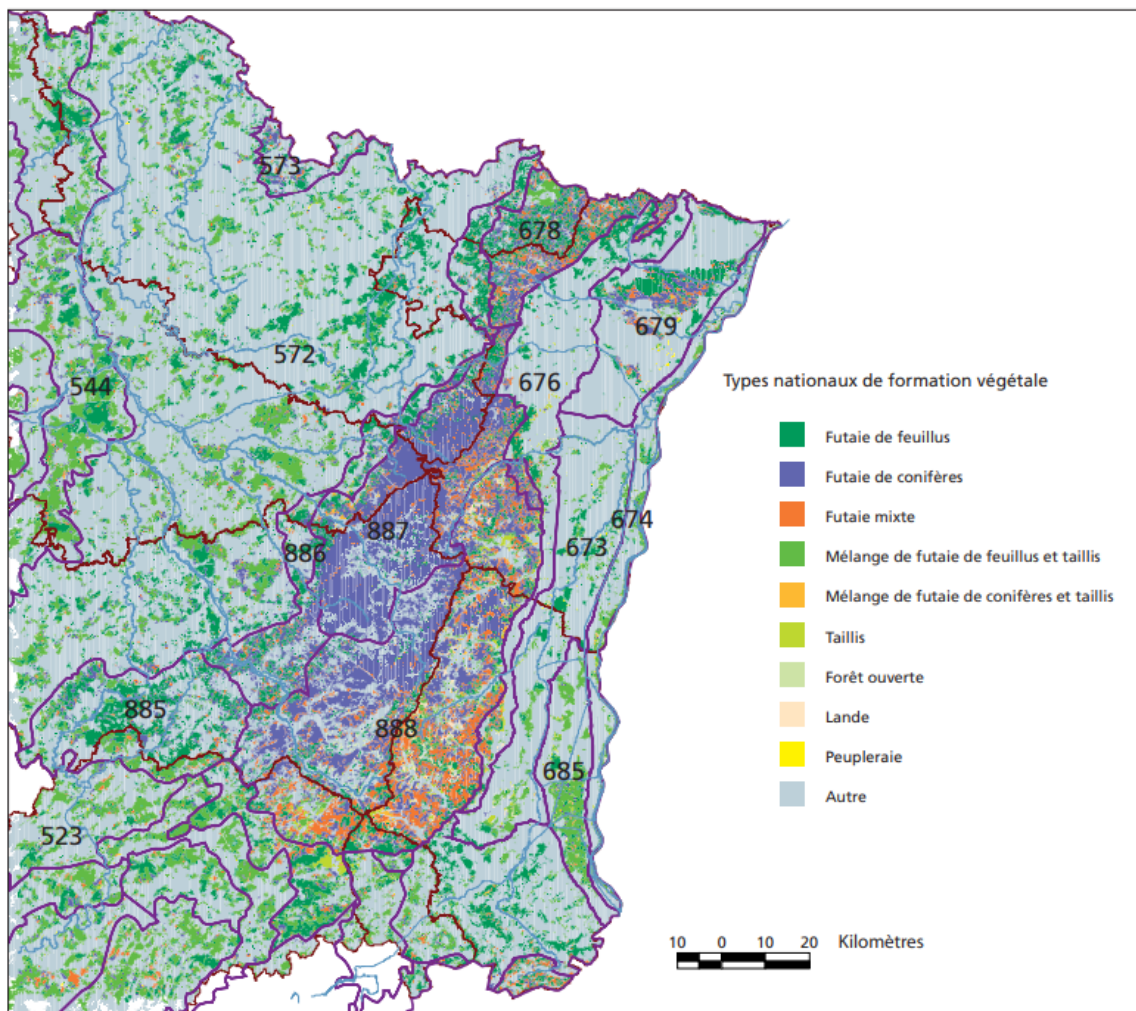 573
678
679
572
676
544
Types nationaux de formation végétale
Futaie de feuillus
Futaie de conifères
Futaie mixte
Mélange de futaie de feuillus et taillis
Mélange de futaie de conifères et taillis
Taillis
Forêt ouverte
Lande
Peupleraie
Autre
674
887
673
886
885
888
685
523
10 0 10 20 Kilomètres